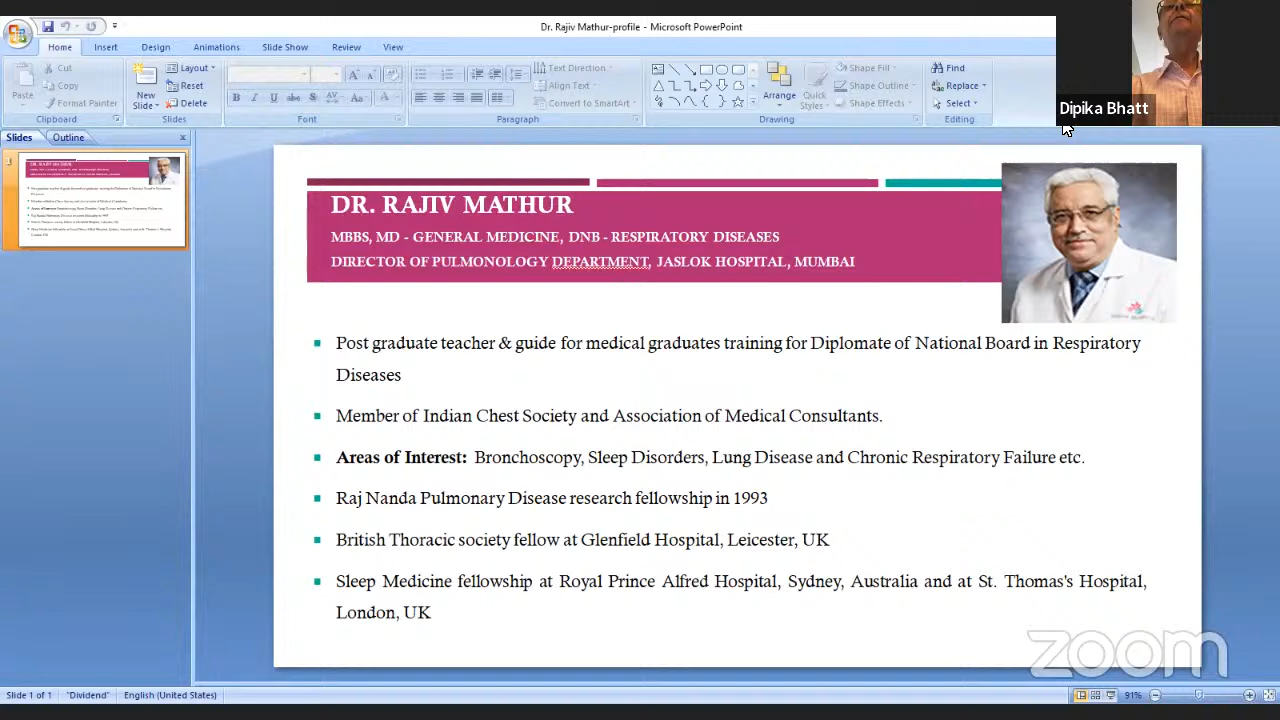 Dr. Rajiv Mathur-profile - Microsoft PowerPoint
Home Insert Design Animations Slide Show Review View
Paste
Cut
Copy
Format Painter
Clipboard
New Slide
Layout
Reset
Delete
Slides
B I U abe S AV Aa A
Font
Text Direction
Align Text
Convert to SmartArt
Paragraph
Arrange
Quick Styles
Shape Fill
Shape Outline
Shape Effects
Drawing
Find
Replace
Select
Editing
Dipika Bhatt
Slides Outline
1
DR. RAJIV MATHUR
MBBS, MD - GENERAL MEDICINE, DNB - RESPIRATORY DISEASES
DIRECTOR OF PULMONOLOGY DEPARTMENT, JASLOK HOSPITAL, MUMBAI
Post graduate teacher & guide for medical graduates training for Diplomate of National Board in Respiratory
Diseases
Member of Indian Chest Society and Association of Medical Consultants.
Areas of Interest: Bronchoscopy, Sleep Disorders, Lung Disease and Chronic Respiratory Failure etc.
Raj Nanda Pulmonary Disease research fellowship in 1993
British Thoracic society fellow at Glenfield Hospital, Leicester, UK
Sleep Medicine fellowship at Royal Prince Alfred Hospital, Sydney, Australia and at St. Thomas's Hospital,
London, UK
zoom
Slide 1 of 1 "Dividend" English (United States) 91%